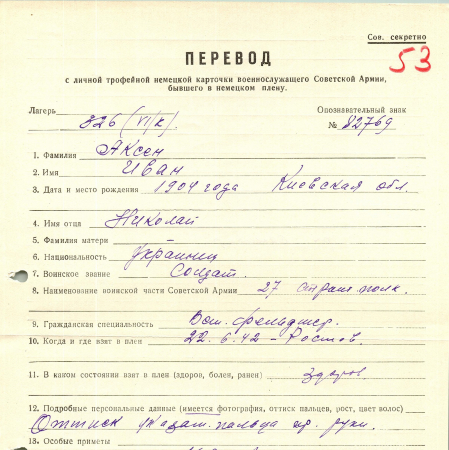 Сов. секретно
53
ПЕРЕВОД
с личной трофейной немецкой карточки военнослужащего Советской Армии,
бывшего в немецком плену.
Лагерь 326 (VI/K). Опознавательный знак
№ 82769
1. Фамилия Аксен
2. Имя Иван
3. Дата и место рождения 1904 года Киевская обл.
4. Имя отца Николай
5. Фамилия матери
6. Национальность Украинец
7. Воинское звание Солдат.
8. Наименование воинской части Советской Армии 27 полк.
9. Гражданская специальность Вет. фельдшер.
10. Когда и где взят в плен 22.6.42 – Ростов.
11. В каком состоянии взят в плен (здоров, болен, ранен) здоров
12. Подробные персональные данные (имеется фотография, оттиск пальцев, рост, цвет волос)
Оттиск указат. пальца пр. руки.
13. Особые приметы